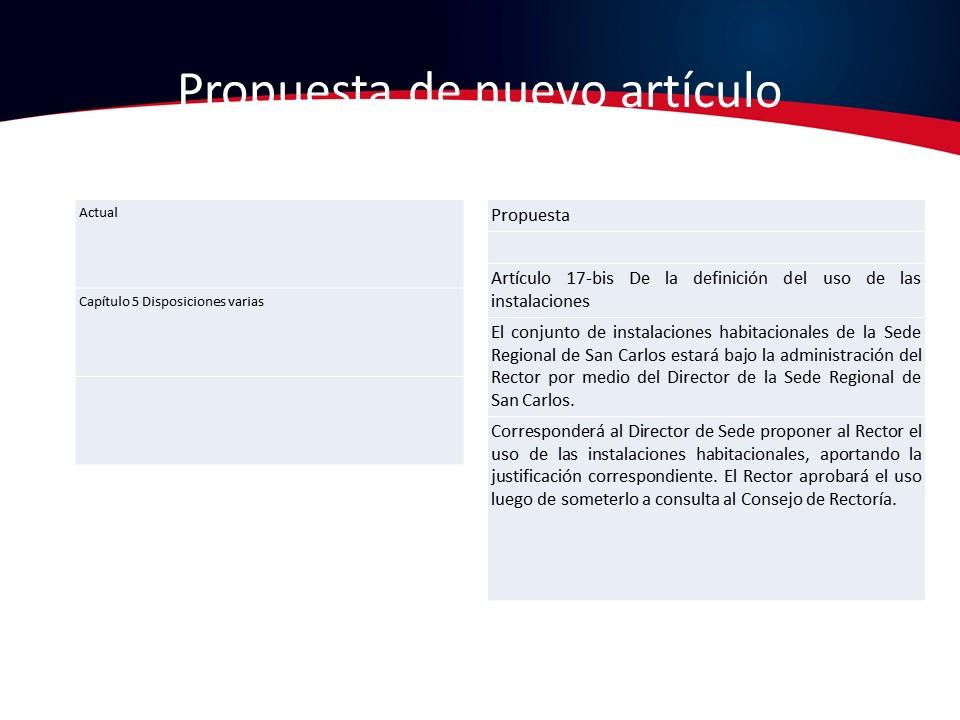 Propuesta de nuevo artículo
Actual
Capítulo 5 Disposiciones varias
Propuesta
Artículo 17-bis De la definición del uso de las
instalaciones
El conjunto de instalaciones habitacionales de la Sede
Regional de San Carlos estará bajo la administración del
Rector por medio del Director de la Sede Regional de
San Carlos.
Corresponderá al Director de Sede proponer al Rector el
uso de las instalaciones habitacionales, aportando la
justificación correspondiente. El Rector aprobará el uso
luego de someterlo a consulta al Consejo de Rectoría.